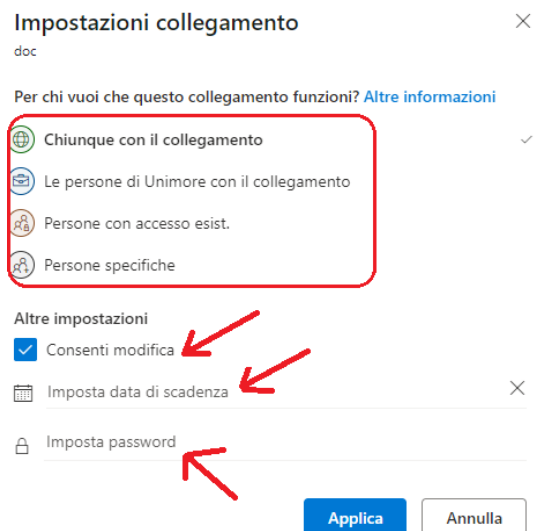 Impostazioni collegamento
doc
Per chi vuoi che questo collegamento funzioni? Altre informazioni
Chiunque con il collegamento
Le persone di Unimore con il collegamento
Persone con accesso esist.
Persone specifiche
Altre impostazioni
Consenti modifica
Imposta data di scadenza
Imposta password
Applica Annulla